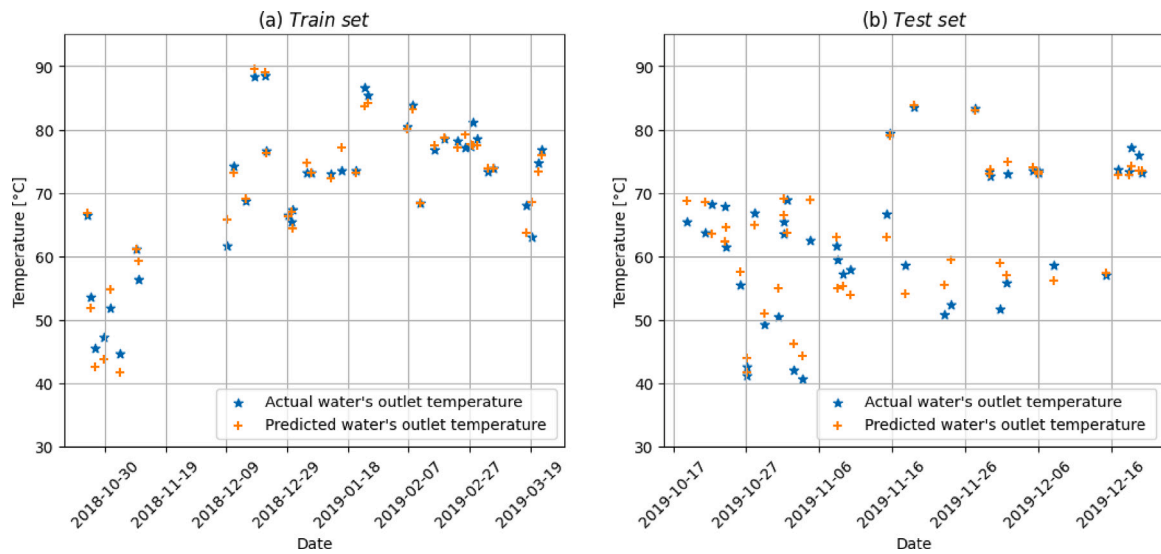 (a) Train set
Temperature [°C]
90
80
70
60
50
40
30
Actual water's outlet temperature
Predicted water's outlet temperature
2018-10-30
2018-11-19
2018-12-09
2018-12-29
2019-01-18
2019-02-07
2019-02-27
2019-03-19
Date
(b) Test set
Temperature [°C]
90
80
70
60
50
40
30
Actual water's outlet temperature
Predicted water's outlet temperature
2019-10-17
2019-10-27
2019-11-06
2019-11-16
2019-11-26
2019-12-06
2019-12-16
Date